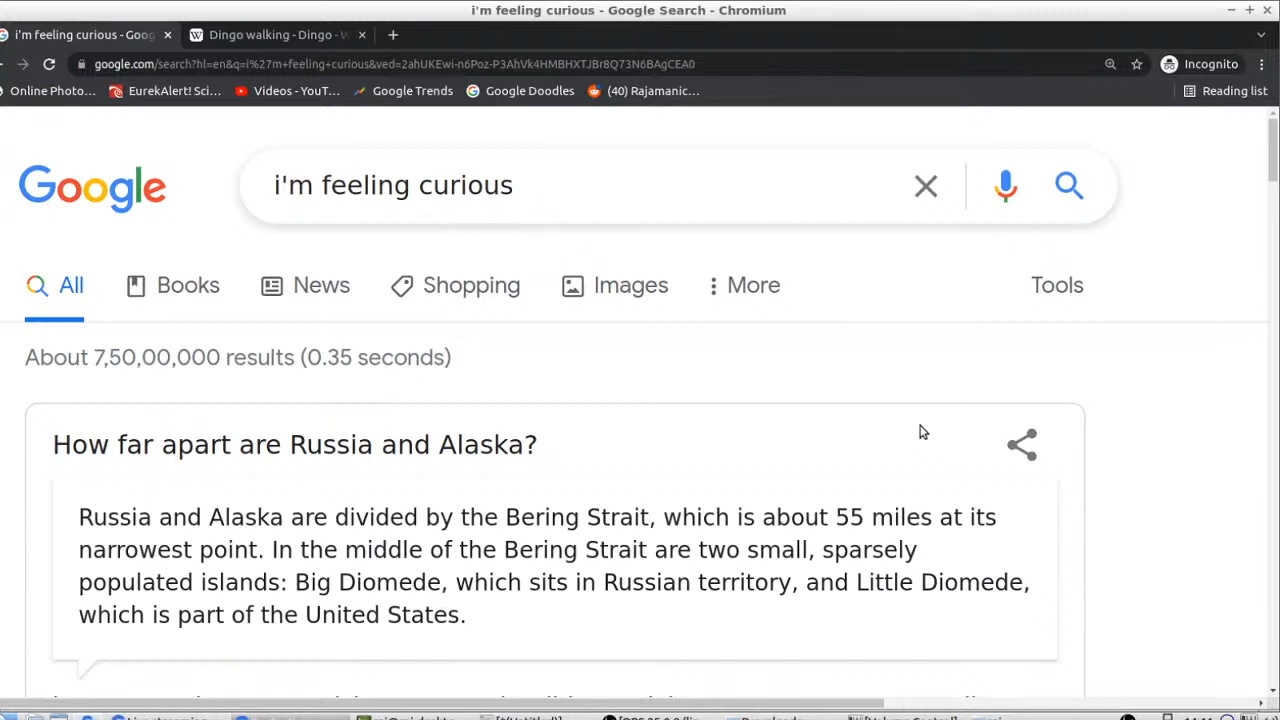 i'm feeling curious - Google Search - Chromium
i'm feeling curious - Goog
Dingo walking - Dingo - W
google.com/search?hl=en&q=i%27m+feeling+curious&ved=2ahUKEwi-n6Poz-P3AhVk4HMBHXTJBr8Q73N6BAgCEA0
Incognito
Online Photo… EurekAlert! Sci… Videos - YouT… Google Trends Google Doodles (40) Rajamanic… Reading list
Google
i'm feeling curious
All Books News Shopping Images More Tools
About 7,50,00,000 results (0.35 seconds)
How far apart are Russia and Alaska?
Russia and Alaska are divided by the Bering Strait, which is about 55 miles at its
narrowest point. In the middle of the Bering Strait are two small, sparsely
populated islands: Big Diomede, which sits in Russian territory, and Little Diomede,
which is part of the United States.